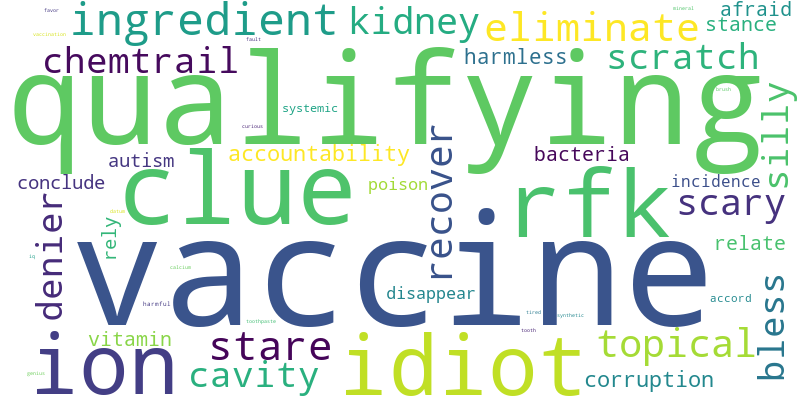 favor
ingredient
kidney
eliminate
mineral
afraid
stance
vaccination
fault
chemtrail
harmless
scratch
qualifying
brush
silly
systemic
curious
autism
accountability
recover
bacteria
conclude
clue
poison
rfk
incidence
scary
denier
rely
detox
relate
iq
vaccine
calcium
disappear
accord
harmful
bless
toothpaste
tired
synthetic
tooth
ion
vitamin
stare
idiot
topical
genius
cavity
corruption